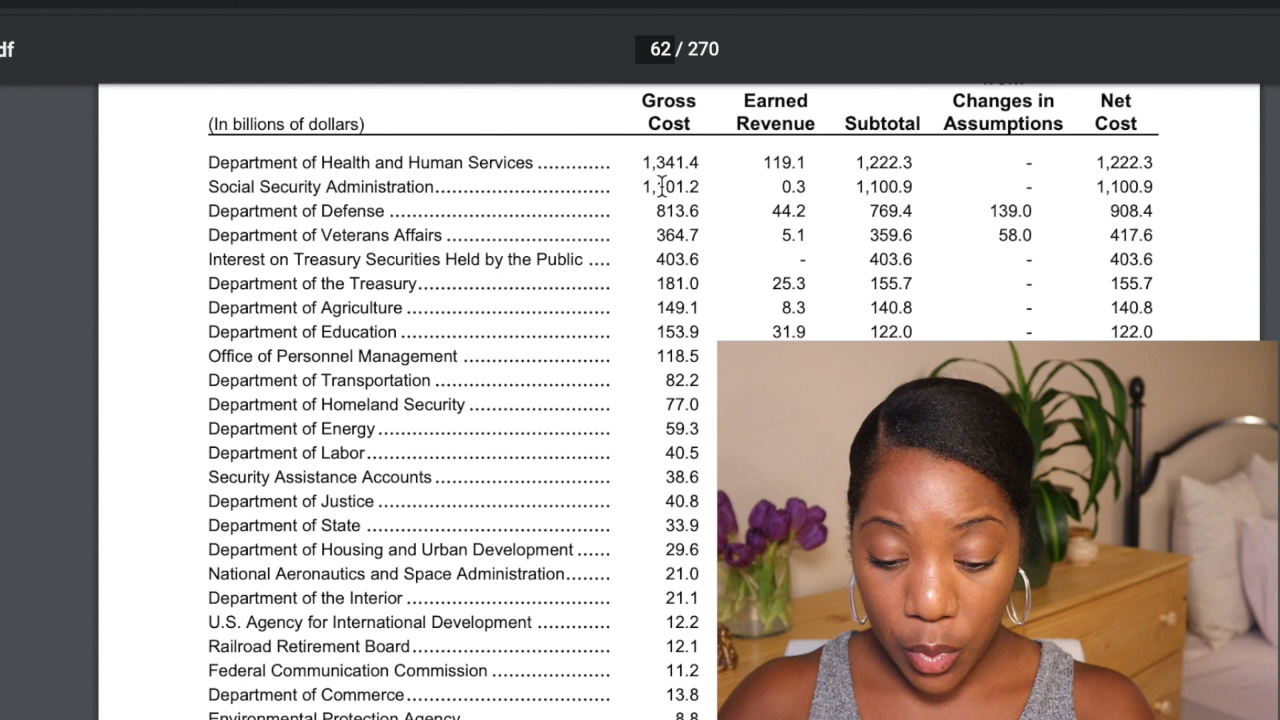 df
62 / 270
Gross Earned Changes in Net
(In billions of dollars) Cost Revenue Subtotal Assumptions Cost
Department of Health and Human Services ............. 1,341.4 119.1 1,222.3 - 1,222.3
Social Security Administration............................... 1,101.2 0.3 1,100.9 - 1,100.9
Department of Defense ....................................... 813.6 44.2 769.4 139.0 908.4
Department of Veterans Affairs ............................. 364.7 5.1 359.6 58.0 417.6
Interest on Treasury Securities Held by the Public .... 403.6 - 403.6 - 403.6
Department of the Treasury.................................. 181.0 25.3 155.7 - 155.7
Department of Agriculture .................................... 149.1 8.3 140.8 - 140.8
Department of Education ..................................... 153.9 31.9 122.0 - 122.0
Office of Personnel Management .......................... 118.5
Department of Transportation ............................... 82.2
Department of Homeland Security ......................... 77.0
Department of Energy ......................................... 59.3
Department of Labor........................................... 40.5
Security Assistance Accounts ............................... 38.6
Department of Justice ......................................... 40.8
Department of State ........................................... 33.9
Department of Housing and Urban Development ...... 29.6
National Aeronautics and Space Administration........ 21.0
Department of the Interior .................................... 21.1
U.S. Agency for International Development ............. 12.2
Railroad Retirement Board................................... 12.1
Federal Communication Commission ..................... 11.2
Department of Commerce.................................... 13.8
Environmental Protection Agency 8.8